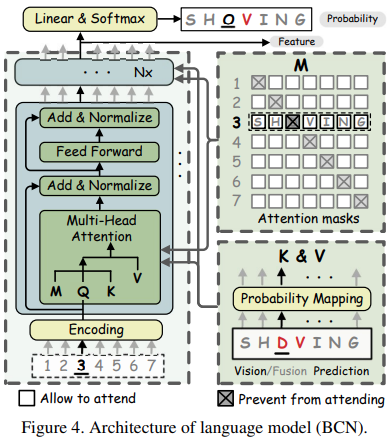 Linear & Softmax
S H O V I N G
Probability
Feature
· · · Nx
Add & Normalize
Feed Forward
Add & Normalize
Multi-Head
Attention
M Q K V
Encoding
1 2 3 4 5 6 7
M
1
2
3 S H D V I N G
4
5
6
7
Attention masks
K & V
· · ·
Probability Mapping
· · ·
S H D V I N G
Vision/Fusion Prediction
Allow to attend
Prevent from attending
Figure 4. Architecture of language model (BCN).